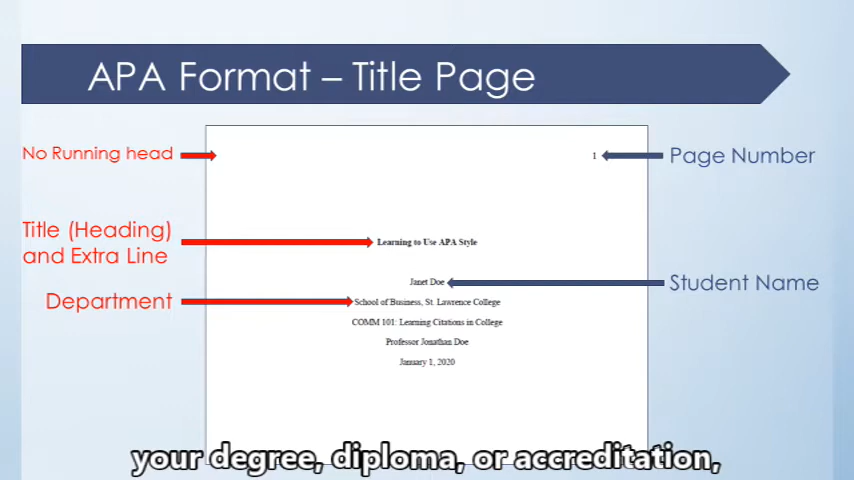 APA Format – Title Page
No Running head
1
Page Number
Title (Heading)
and Extra Line
Learning to Use APA Style
Janet Doe
Student Name
Department
School of Business, St. Lawrence College
COMM 101: Learning Citations in College
Professor Jonathan Doe
January 1, 2020
your degree, diploma, or accreditation,